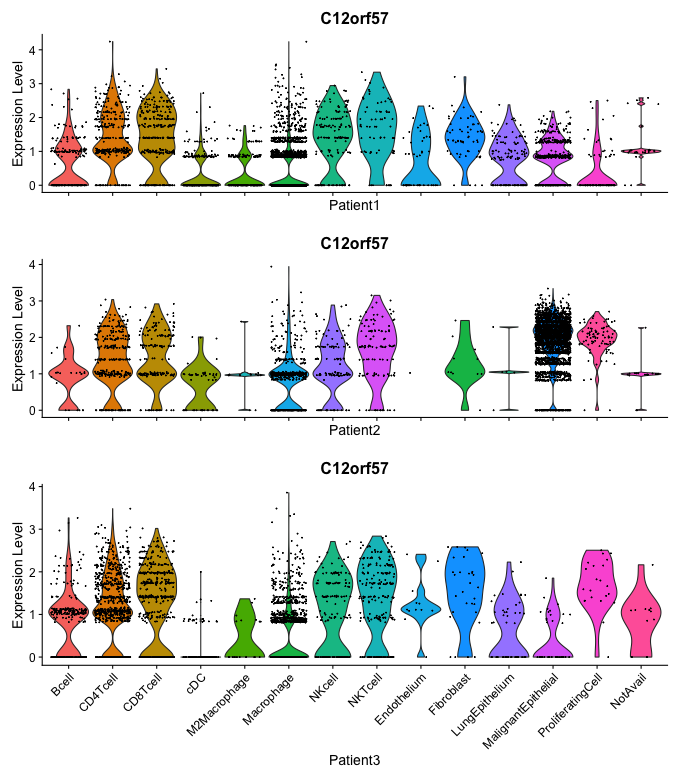 C12orf57
Expression Level
4
3
2
1
0
Patient1
C12orf57
Expression Level
4
3
2
1
0
Patient2
C12orf57
Expression Level
4
3
2
1
0
Bcell
CD4Tcell
CD8Tcell
cDC
M2Macrophage
Macrophage
NKcell
NKTcell
Endothelium
Fibroblast
LungEpithelium
MalignantEpithelial
ProliferatingCell
NotAvail
Patient3